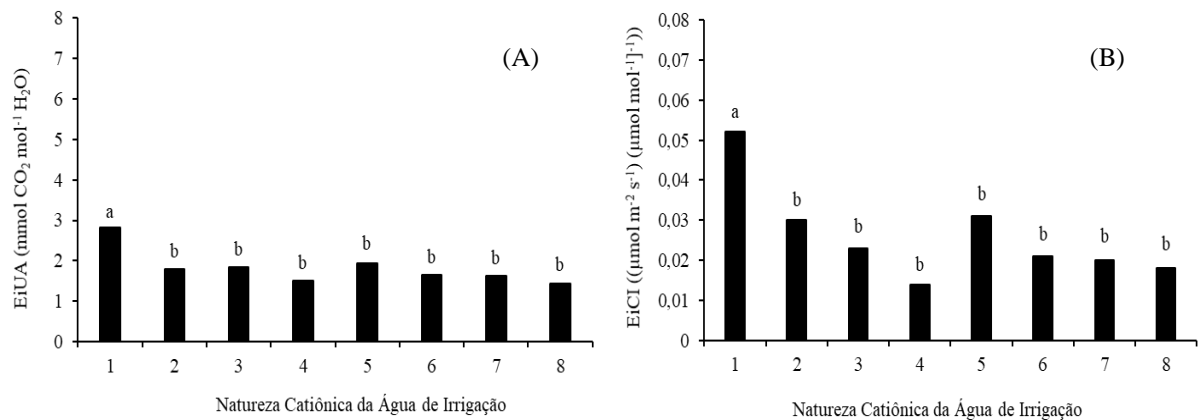 (A)
EiUA (mmol CO₂ mol⁻¹ H₂O)
8
7
6
5
4
3
2
1
0
a
b
b
b
b
b
b
b
1 2 3 4 5 6 7 8
Natureza Catiônica da Água de Irrigação
(B)
EiCI ((µmol m⁻² s⁻¹) (µmol mol⁻¹]⁻¹))
0,08
0,07
0,06
0,05
0,04
0,03
0,02
0,01
0
a
b
b
b
b
b
b
b
1 2 3 4 5 6 7 8
Natureza Catiônica da Água de Irrigação